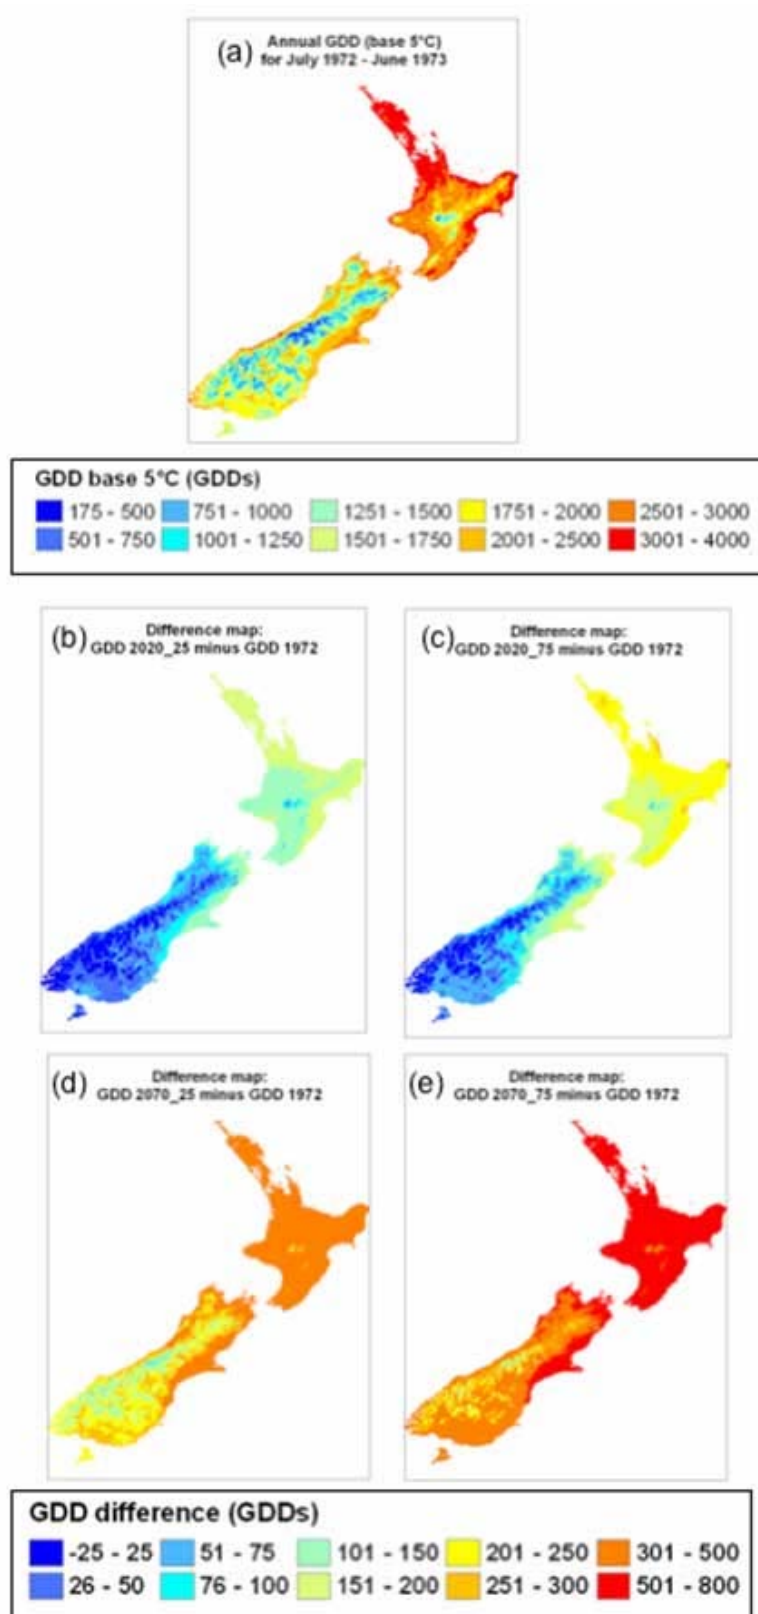 (a) Annual GDD (base 5°C)
for July 1972 - June 1973
GDD base 5°C (GDDs)
175 - 500 751 - 1000 1251 - 1500 1751 - 2000 2501 - 3000
501 - 750 1001 - 1250 1501 - 1750 2001 - 2500 3001 - 4000
(b) Difference map:
GDD 2020_25 minus GDD 1972
(c) Difference map:
GDD 2020_75 minus GDD 1972
(d) Difference map:
GDD 2070_25 minus GDD 1972
(e) Difference map:
GDD 2070_75 minus GDD 1972
GDD difference (GDDs)
-25 - 25 51 - 75 101 - 150 201 - 250 301 - 500
26 - 50 76 - 100 151 - 200 251 - 300 501 - 800